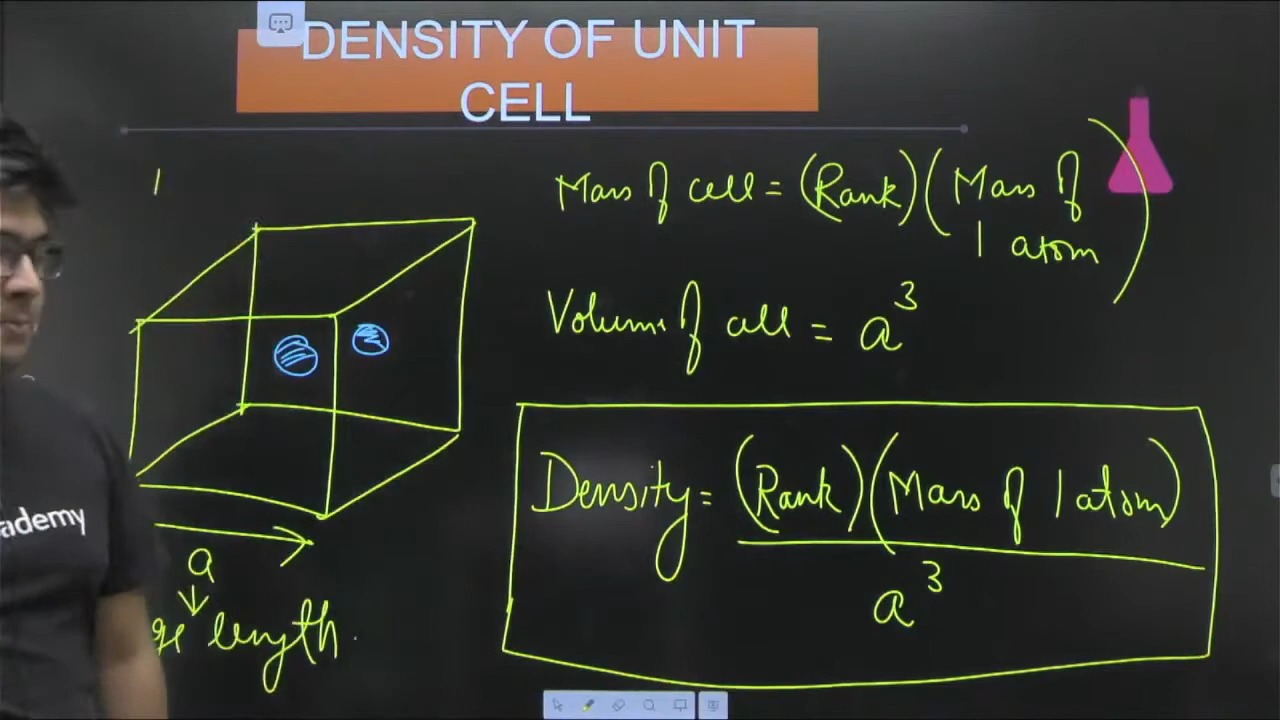 DENSITY OF UNIT
CELL
Mass of cell = (Rank)(Mass of
1 atom)
Volume of cell = a³
Density = (Rank)(Mass of 1 atom)
a³
a
length.
ademy